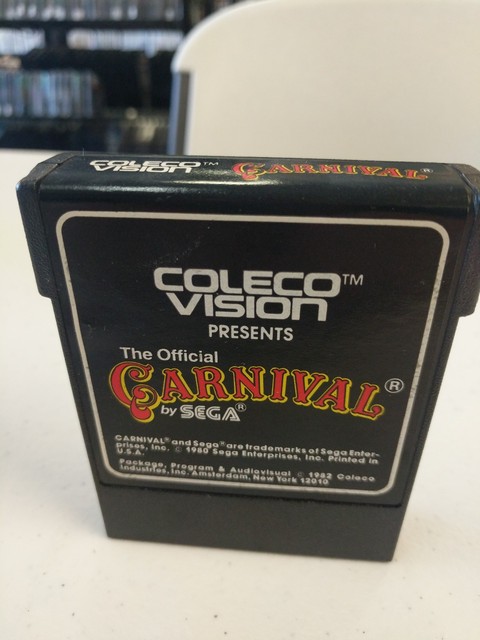 COLECO VISION™ CARNIVAL®
COLECO™
VISION
PRESENTS
The Official
CARNIVAL®
by SEGA®
CARNIVAL® and Sega® are trademarks of Sega Enter-
prises, Inc. © 1980 Sega Enterprises, Inc. Printed in
U.S.A.
Package, Program & Audiovisual © 1982 Coleco
Industries, Inc. Amsterdam, New York 12010